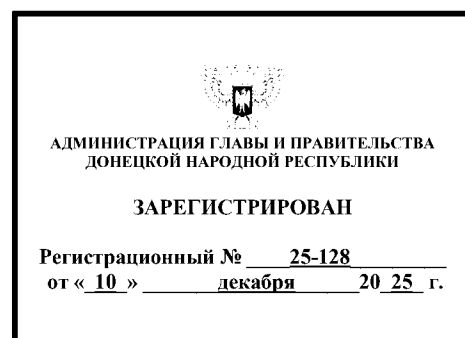 АДМИНИСТРАЦИЯ ГЛАВЫ И ПРАВИТЕЛЬСТВА
ДОНЕЦКОЙ НАРОДНОЙ РЕСПУБЛИКИ
ЗАРЕГИСТРИРОВАН
Регистрационный № 25-128
от « 10 » декабря 20 25 г.